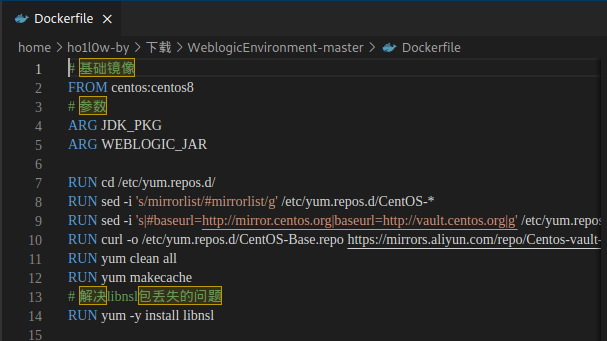 Dockerfile ×
home > ho1l0w-by > 下载 > WeblogicEnvironment-master > Dockerfile
1 # 基础镜像
2 FROM centos:centos8
3 # 参数
4 ARG JDK_PKG
5 ARG WEBLOGIC_JAR
6
7 RUN cd /etc/yum.repos.d/
8 RUN sed -i 's/mirrorlist/#mirrorlist/g' /etc/yum.repos.d/CentOS-*
9 RUN sed -i 's|#baseurl=http://mirror.centos.org|baseurl=http://vault.centos.org|g' /etc/yum.repos
10 RUN curl -o /etc/yum.repos.d/CentOS-Base.repo https://mirrors.aliyun.com/repo/Centos-vault-
11 RUN yum clean all
12 RUN yum makecache
13 # 解决libnsl包丢失的问题
14 RUN yum -y install libnsl
15